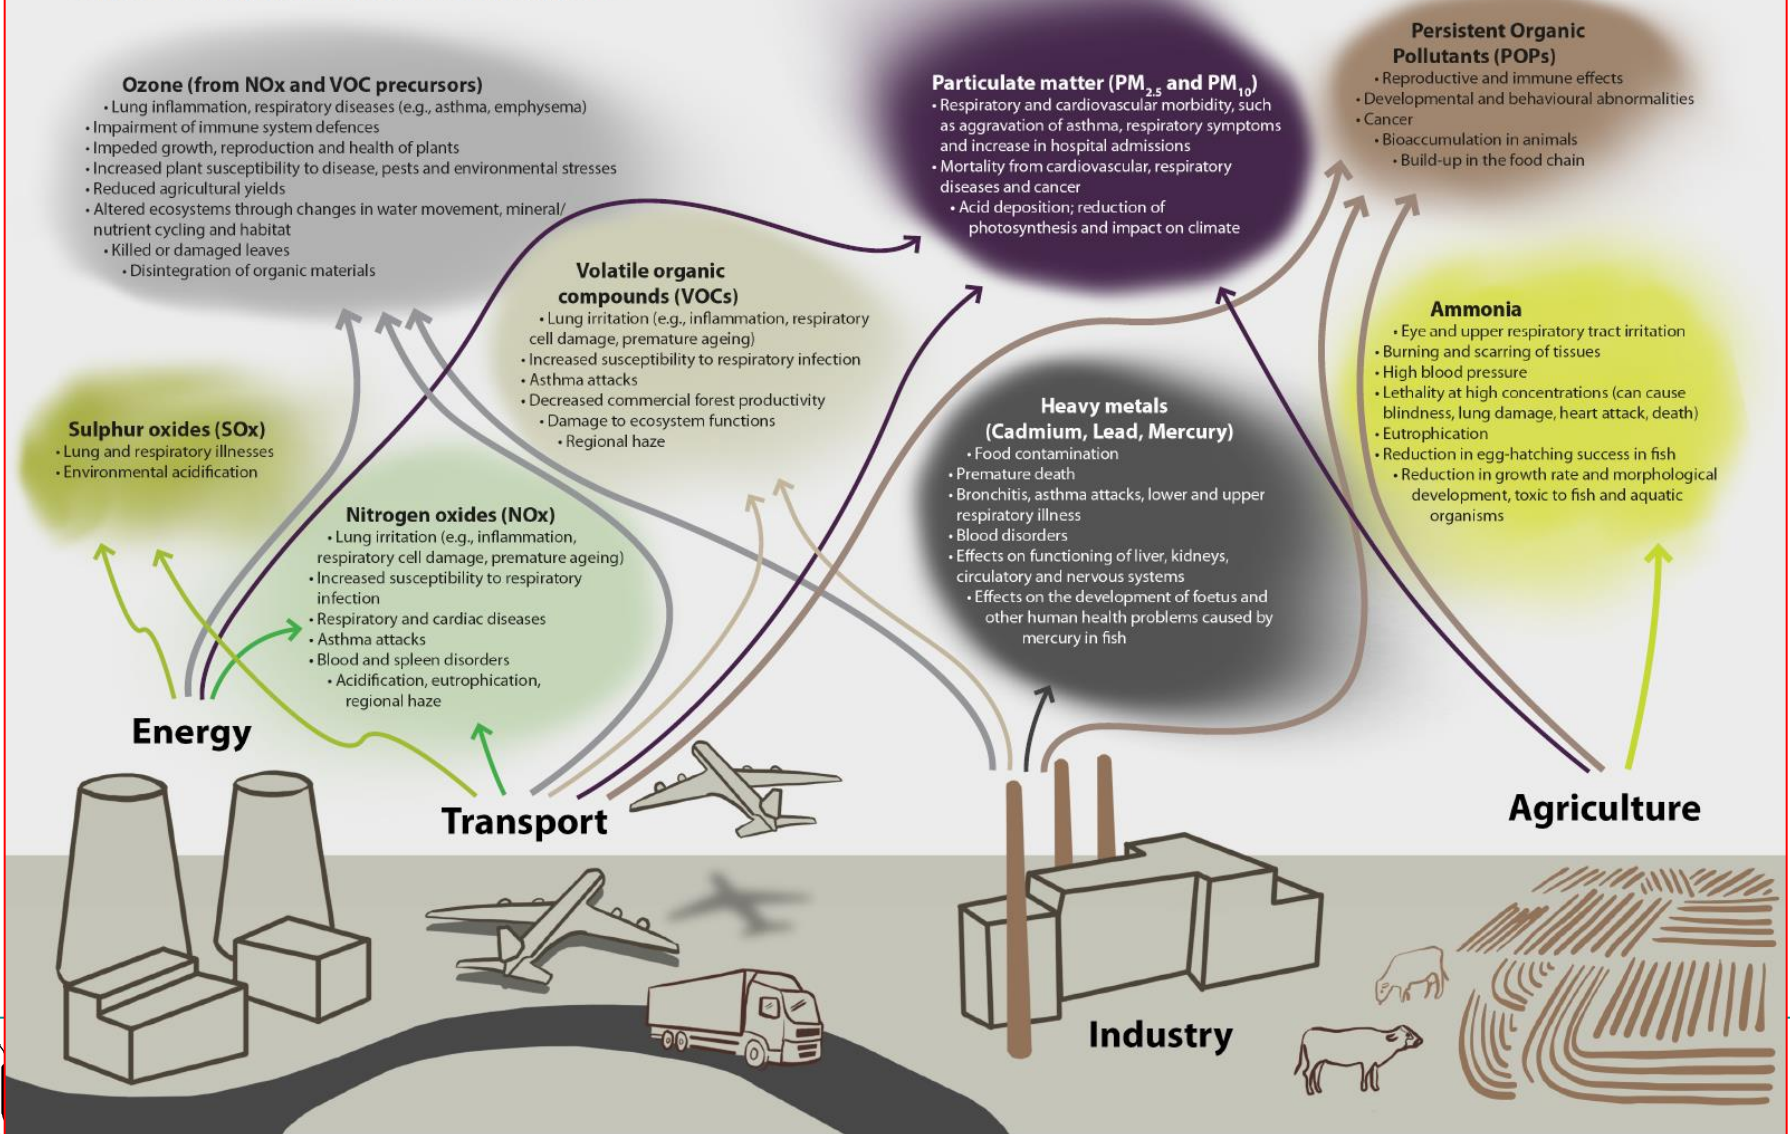 Ozone (from NOx and VOC precursors)
• Lung inflammation, respiratory diseases (e.g., asthma, emphysema)
• Impairment of immune system defences
• Impeded growth, reproduction and health of plants
• Increased plant susceptibility to disease, pests and environmental stresses
• Reduced agricultural yields
• Altered ecosystems through changes in water movement, mineral/
nutrient cycling and habitat
• Killed or damaged leaves
• Disintegration of organic materials
Particulate matter (PM2.5 and PM10)
• Respiratory and cardiovascular morbidity, such
as aggravation of asthma, respiratory symptoms
and increase in hospital admissions
• Mortality from cardiovascular, respiratory
diseases and cancer
• Acid deposition; reduction of
photosynthesis and impact on climate
Persistent Organic
Pollutants (POPs)
• Reproductive and immune effects
• Developmental and behavioural abnormalities
• Cancer
• Bioaccumulation in animals
• Build-up in the food chain
Volatile organic
compounds (VOCs)
• Lung irritation (e.g., inflammation, respiratory
cell damage, premature ageing)
• Increased susceptibility to respiratory infection
• Asthma attacks
• Decreased commercial forest productivity
• Damage to ecosystem functions
• Regional haze
Ammonia
• Eye and upper respiratory tract irritation
• Burning and scarring of tissues
• High blood pressure
• Lethality at high concentrations (can cause
blindness, lung damage, heart attack, death)
• Eutrophication
• Reduction in egg-hatching success in fish
• Reduction in growth rate and morphological
development, toxic to fish and aquatic
organisms
Sulphur oxides (SOx)
• Lung and respiratory illnesses
• Environmental acidification
Heavy metals
(Cadmium, Lead, Mercury)
• Food contamination
• Premature death
• Bronchitis, asthma attacks, lower and upper
respiratory illness
• Blood disorders
• Effects on functioning of liver, kidneys,
circulatory and nervous systems
• Effects on the development of foetus and
other human health problems caused by
mercury in fish
Nitrogen oxides (NOx)
• Lung irritation (e.g., inflammation,
respiratory cell damage, premature ageing)
• Increased susceptibility to respiratory
infection
• Respiratory and cardiac diseases
• Asthma attacks
• Blood and spleen disorders
• Acidification, eutrophication,
regional haze
Energy
Transport
Agriculture
Industry